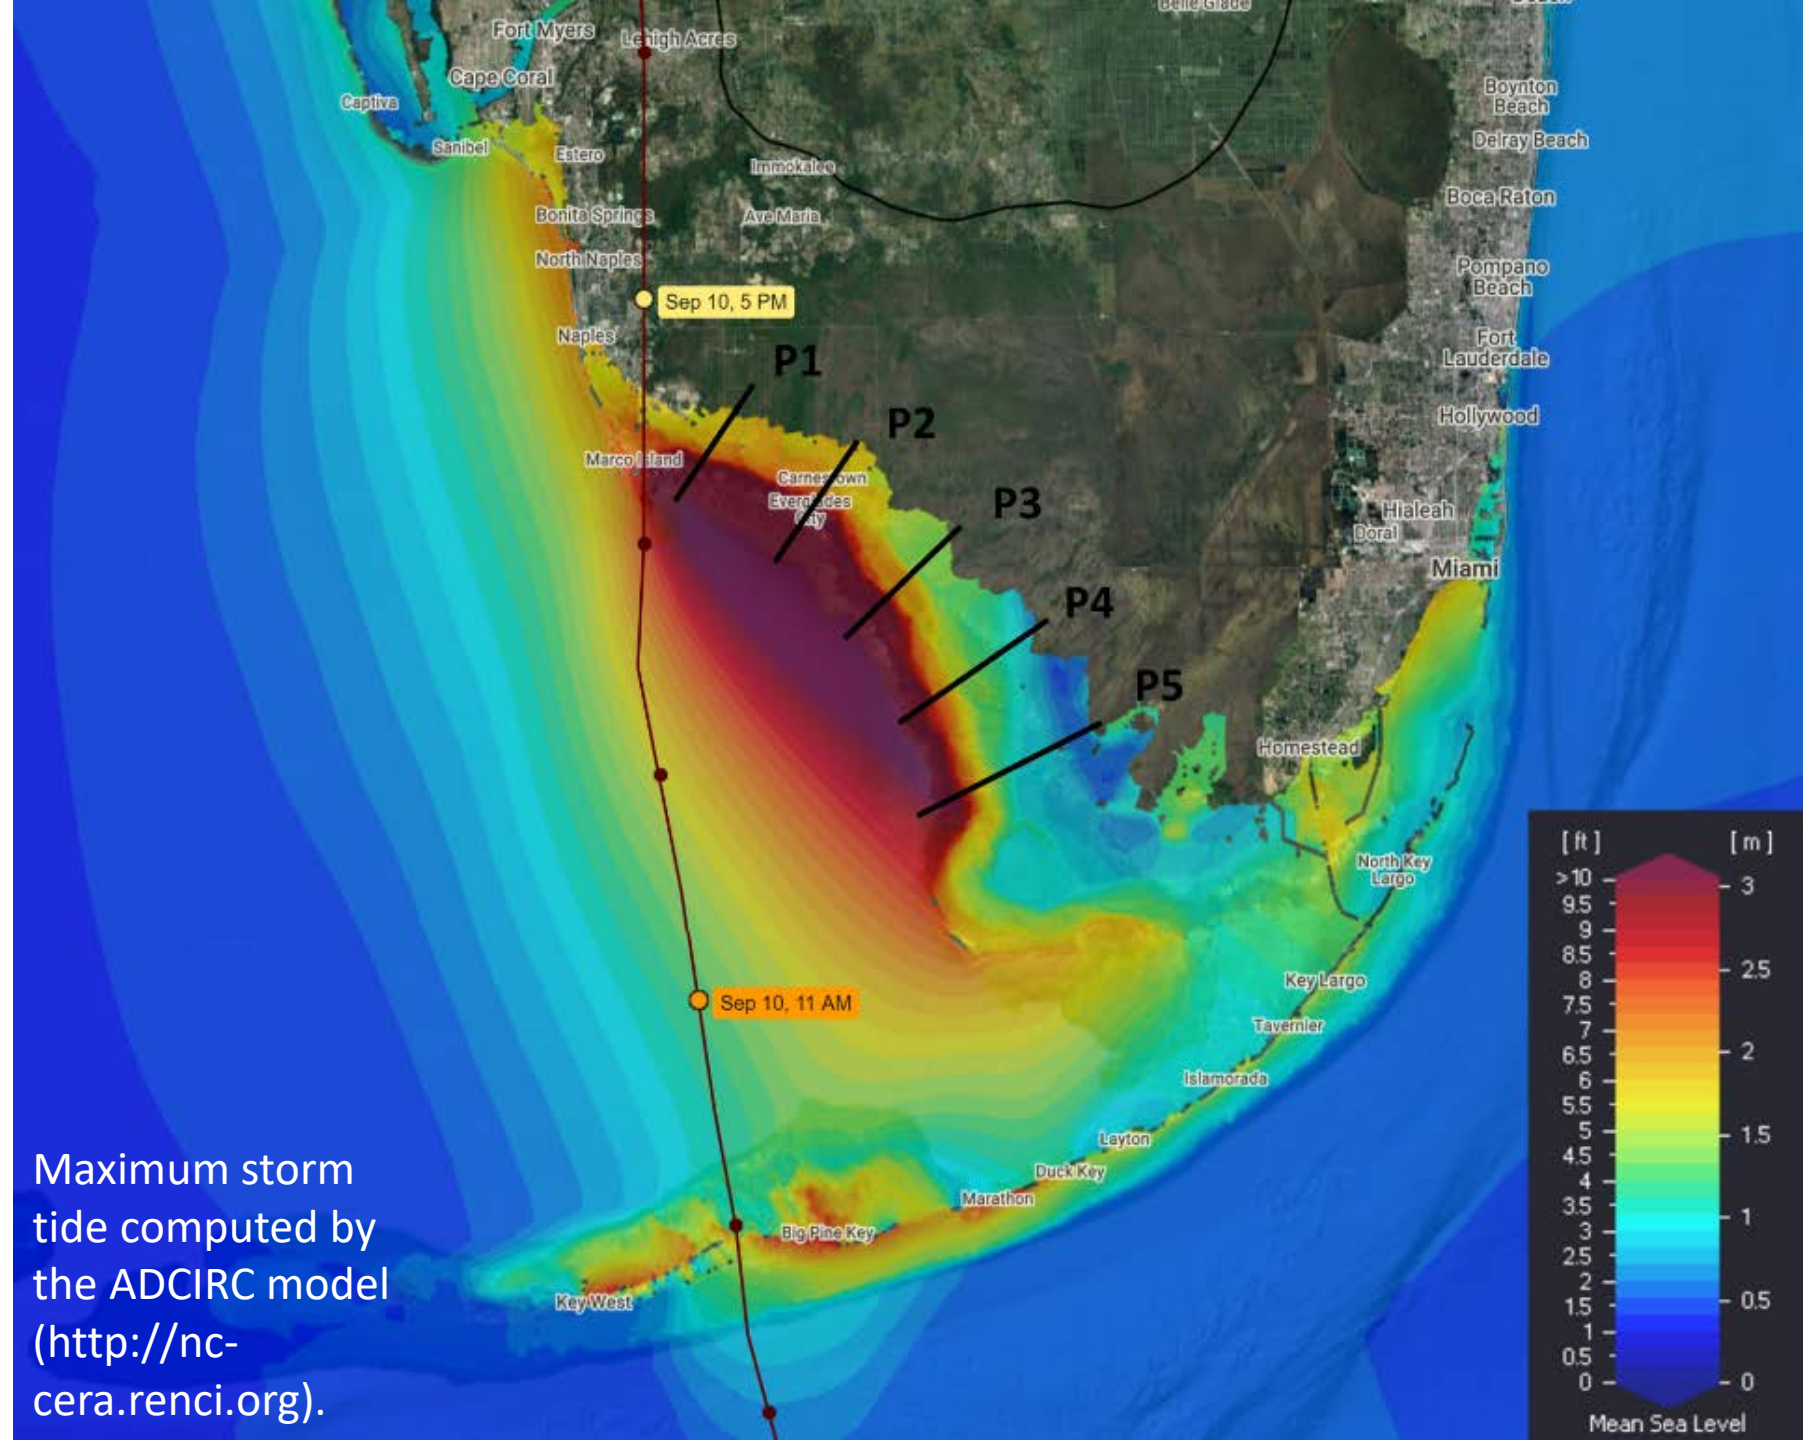 Belle Glade
Beach
Fort Myers
Lehigh Acres
Cape Coral
Captiva
Boynton
Beach
Delray Beach
Sanibel
Estero
Immokalee
Boca Raton
Bonita Springs
Ave Maria
North Naples
Pompano
Beach
Sep 10, 5 PM
Naples
Fort
Lauderdale
P1
P2
Hollywood
Marco Island
Carnestown
Everglades
City
P3
Hialeah
Doral
Miami
P4
P5
Homestead
North Key
Largo
Key Largo
Sep 10, 11 AM
Tavernier
Islamorada
Layton
Duck Key
Marathon
Big Pine Key
Key West
Maximum storm
tide computed by
the ADCIRC model
(http://nc-
cera.renci.org).
[ ft ] [ m ]
>10 3
9.5
9
8.5 2.5
8
7.5
7
6.5 2
6
5.5
5 1.5
4.5
4
3.5
3 1
2.5
2
1.5 0.5
1
0.5
0 0
Mean Sea Level